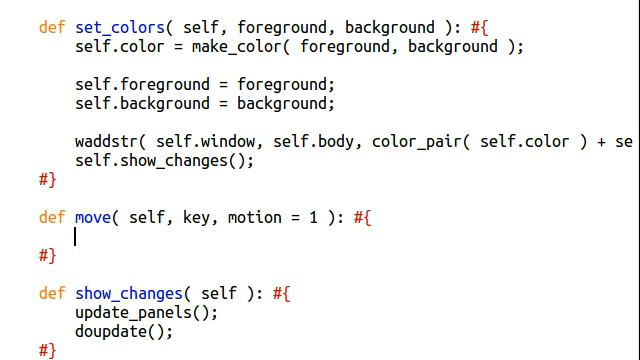 def set_colors( self, foreground, background ): #{
self.color = make_color( foreground, background );
self.foreground = foreground;
self.background = background;
waddstr( self.window, self.body, color_pair( self.color ) + se
self.show_changes();
#}
def move( self, key, motion = 1 ): #{
#}
def show_changes( self ): #{
update_panels();
doupdate();
#}